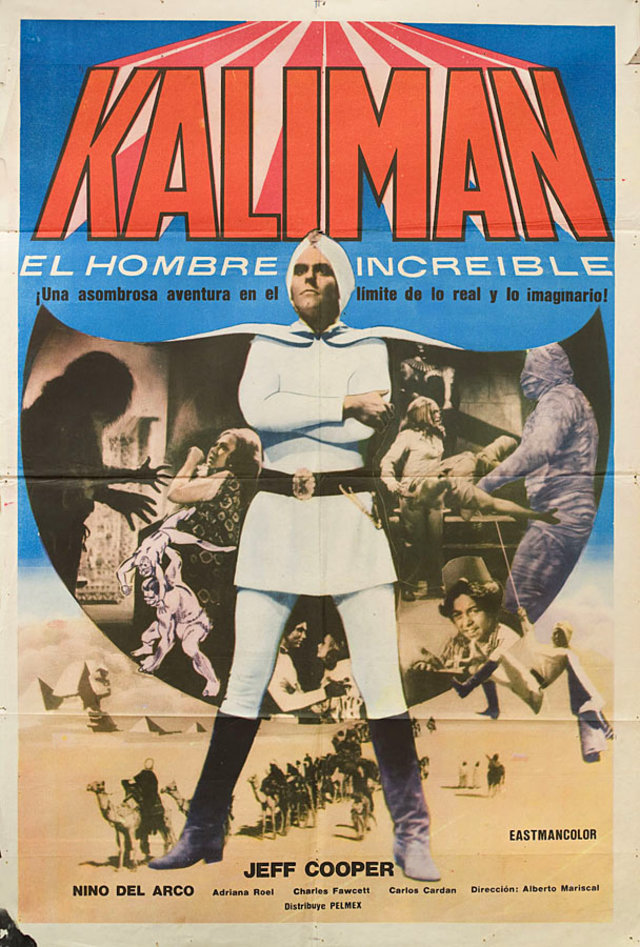 KALIMAN
EL HOMBRE INCREIBLE
¡Una asombrosa aventura en el límite de lo real y lo imaginario!
EASTMANCOLOR
JEFF COOPER
NINO DEL ARCO Adriana Roel Charles Fawcett Carlos Cardan Dirección: Alberto Mariscal
Distribuye PELMEX